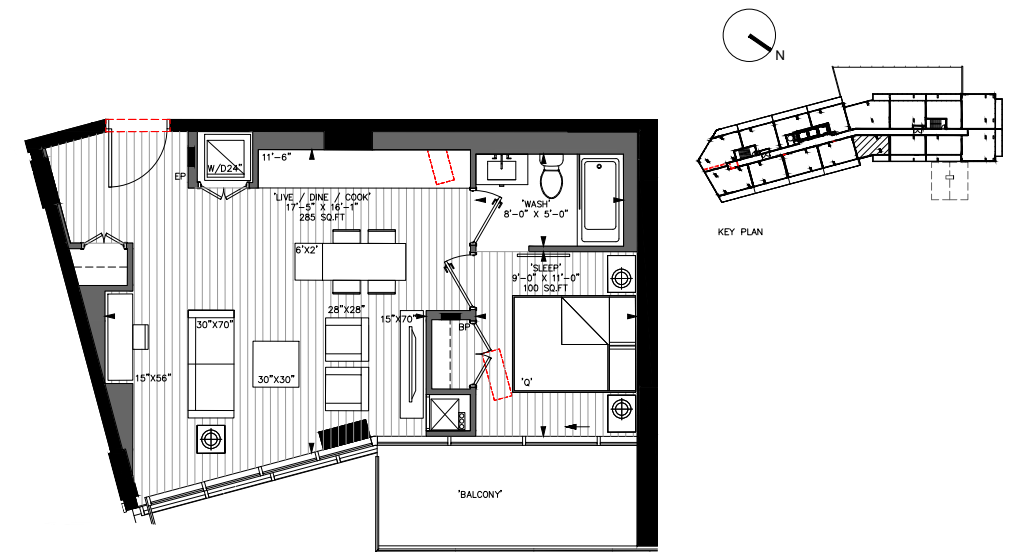 N
KEY PLAN
11'-6"
W/D24"
EP
'LIVE / DINE / COOK'
17'-5" X 16'-1"
285 SQ.FT
'WASH'
8'-0" X 5'-0"
6'X2'
'SLEEP'
9'-0" X 11'-0"
100 SQ.FT
30"X70"
28"X28"
15"X70"
BP
15"X56"
30"X30"
'Q'
'BALCONY'